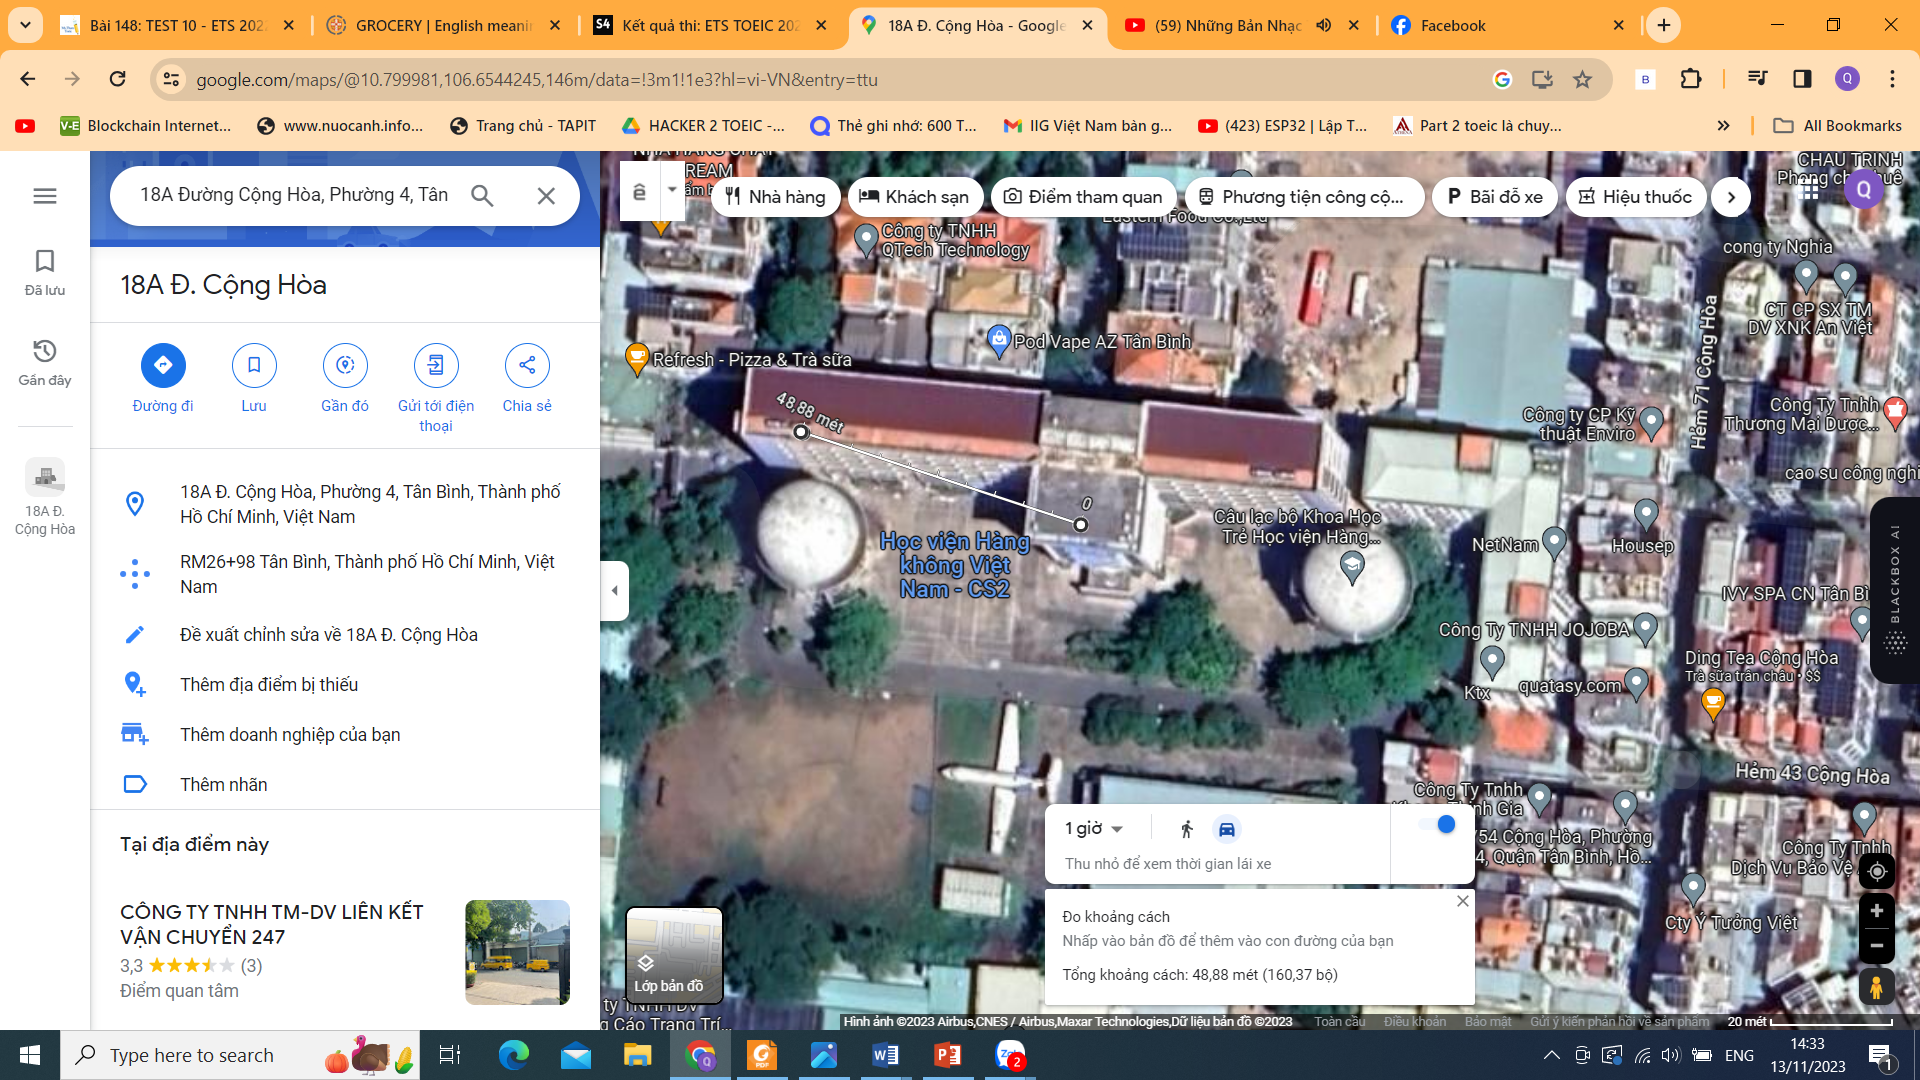 Bài 148: TEST 10 - ETS 202
GROCERY | English meanin
Kết quả thi: ETS TOEIC 202
18A Đ. Cộng Hòa - Google
(59) Những Bản Nhạc
Facebook
google.com/maps/@10.799981,106.6544245,146m/data=!3m1!1e3?hl=vi-VN&entry=ttu
Blockchain Internet...
www.nuocanh.info...
Trang chủ - TAPIT
HACKER 2 TOEIC -...
Thẻ ghi nhớ: 600 T...
IIG Việt Nam bàn g...
(423) ESP32 | Lập T...
Part 2 toeic là chuy...
All Bookmarks
18A Đường Cộng Hòa, Phường 4, Tân
Đã lưu
Gần đây
18A Đ.
Cộng Hòa
18A Đ. Cộng Hòa
Đường đi
Lưu
Gần đó
Gửi tới điện
thoại
Chia sẻ
18A Đ. Cộng Hòa, Phường 4, Tân Bình, Thành phố
Hồ Chí Minh, Việt Nam
RM26+98 Tân Bình, Thành phố Hồ Chí Minh, Việt
Nam
Đề xuất chỉnh sửa về 18A Đ. Cộng Hòa
Thêm địa điểm bị thiếu
Thêm doanh nghiệp của bạn
Thêm nhãn
Tại địa điểm này
CÔNG TY TNHH TM-DV LIÊN KẾT
VẬN CHUYỂN 247
3,3 (3)
Điểm quan tâm
ê
Nhà hàng
Khách sạn
Điểm tham quan
Phương tiện công cộ...
Bãi đỗ xe
Hiệu thuốc
Q
CHAU TRINH
Công ty TNHH
QTech Technology
Eastern Food Co.,Ltd
cong ty Nghia
CT CP SX TM
DV XNK An Việt
Hẻm 71 Cộng Hòa
Pod Vape AZ Tân Bình
Refresh - Pizza & Trà sữa
48,88 mét
0
Công ty CP Kỹ
thuật Enviro
Công Ty Tnhh
Thương Mại Dược...
cao su công nghi
Học viện Hàng
không Việt
Nam - CS2
Câu lạc bộ Khoa Học
Trẻ Học viện Hàng...
NetNam
Housep
BLACKBOX AI
IVY SPA CN Tân Bì
Công Ty TNHH JOJOBA
Ktx
quatasy.com
Ding Tea Cộng Hòa
Trà sữa trân châu • $$
Hẻm 43 Cộng Hòa
Công Ty Tnhh
/54 Cộng Hòa, Phường
4, Quận Tân Bình, Hồ...
Công Ty Tnhh
Dịch Vụ Bảo Vệ
Cty Ý Tưởng Việt
1 giờ
Thu nhỏ để xem thời gian lái xe
Đo khoảng cách
Nhấp vào bản đồ để thêm vào con đường của bạn
Tổng khoảng cách: 48,88 mét (160,37 bộ)
Lớp bản đồ
ty TNHH DV
g Cáo Trang Trí...
Hình ảnh ©2023 Airbus,CNES / Airbus,Maxar Technologies,Dữ liệu bản đồ ©2023
Toàn cầu
Điều khoản
Bảo mật
Gửi ý kiến phản hồi về sản phẩm
20 mét
Type here to search
ENG
14:33
13/11/2023